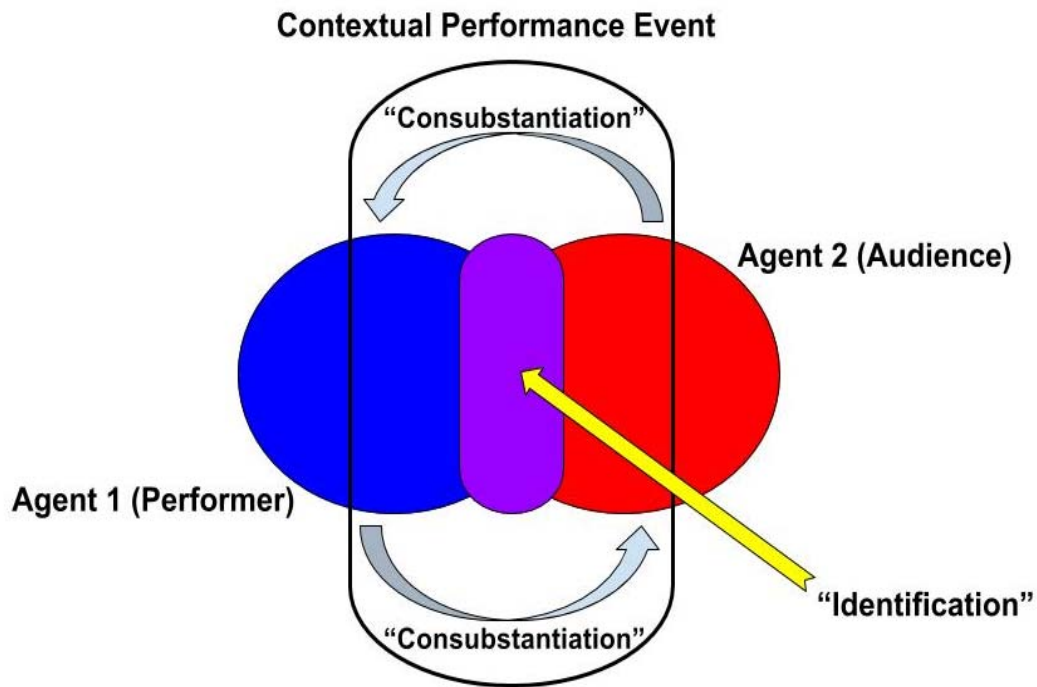 Contextual Performance Event
“Consubstantiation”
Agent 2 (Audience)
Agent 1 (Performer)
“Identification”
“Consubstantiation”